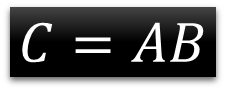 C = AB